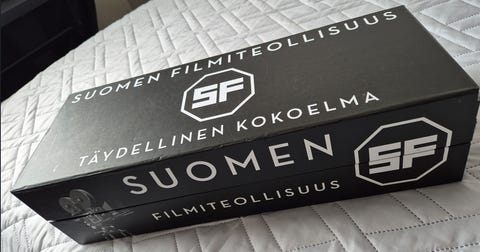 SUOMEN FILMITEOLLISUUS
SF
TÄYDELLINEN KOKOELMA
SUOMEN
FILMITEOLLISUUS
SF